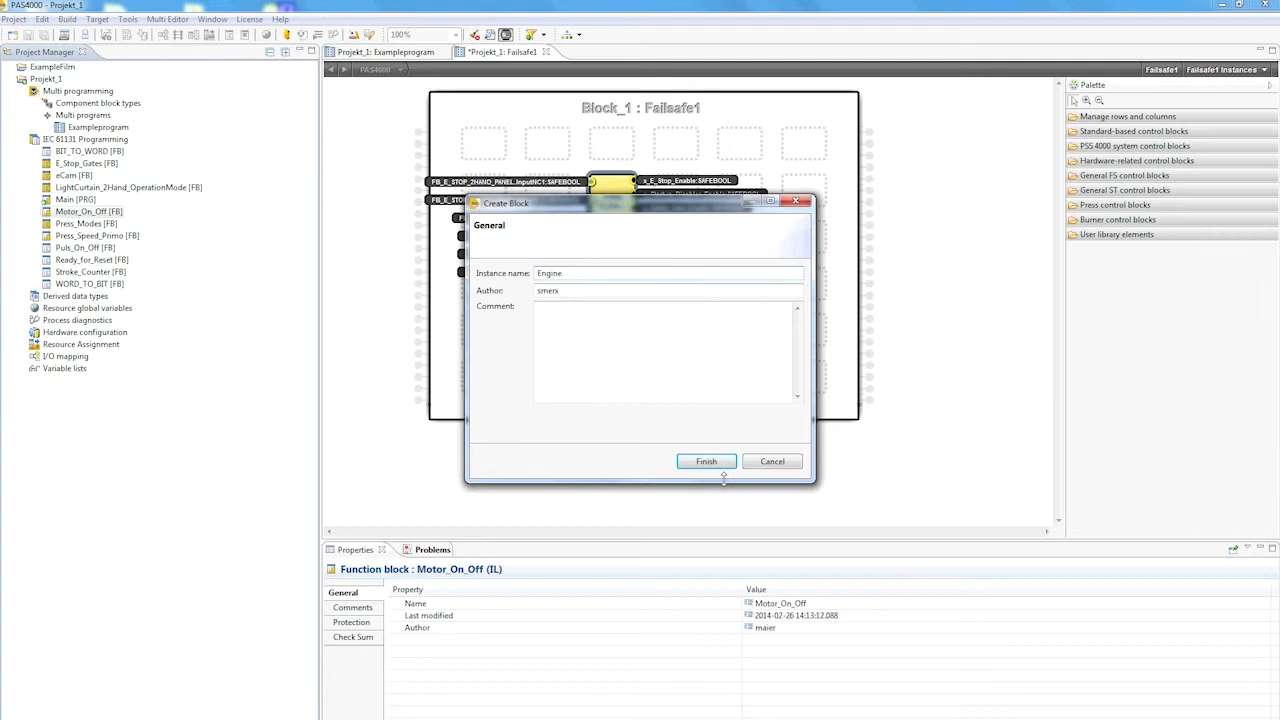 PAS4000 - Projekt_1
Project Edit Build Target Tools Multi Editor Window License Help
100%
Project Manager
ExampleFilm
Projekt_1
Multi programming
Component block types
Multi programs
Exampleprogram
IEC 61131 Programming
BIT_TO_WORD [FB]
E_Stop_Gates [FB]
eCam [FB]
LightCurtain_2Hand_OperationMode [FB]
Main [PRG]
Motor_On_Off [FB]
Press_Modes [FB]
Press_Speed_Primo [FB]
Puls_On_Off [FB]
Ready_for_Reset [FB]
Stroke_Counter [FB]
WORD_TO_BIT [FB]
Derived data types
Resource global variables
Process diagnostics
Hardware configuration
Resource Assignment
I/O mapping
Variable lists
Projekt_1: Exampleprogram
*Projekt_1: Failsafe1
PAS4000
Failsafe1 Failsafe1 Instances
Block_1 : Failsafe1
FB_E_STOP_2HAND_PANEL.InputNC1:SAFEBOOL
x_E_Stop_Enable:SAFEBOOL
Create Block
General
Instance name: Engine
Author: smerx
Comment:
Finish
Cancel
Palette
Manage rows and columns
Standard-based control blocks
PSS 4000 system control blocks
Hardware-related control blocks
General FS control blocks
General ST control blocks
Press control blocks
Burner control blocks
User library elements
Properties
Problems
Function block : Motor_On_Off (IL)
General
Comments
Protection
Check Sum
Property Value
Name Motor_On_Off
Last modified 2014-02-26 14:13:12.088
Author maier